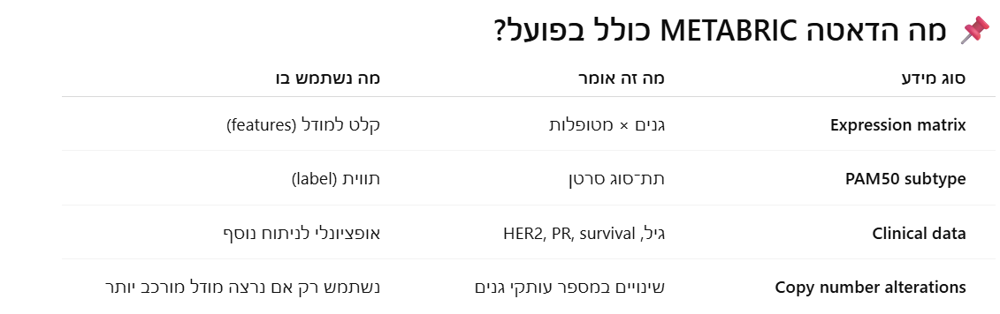 📌 מה הדאטה METABRIC כולל בפועל?
סוג מידע מה זה אומר מה נשתמש בו
Expression matrix גנים × מטופלות קלט למודל (features)
PAM50 subtype תת־סוג סרטן תווית (label)
Clinical data גיל, HER2, PR, survival אופציונלי לניתוח נוסף
Copy number alterations שינויים במספר עותקי גנים נשתמש רק אם נרצה מודל מורכב יותר